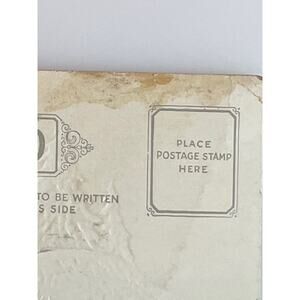 PLACE
POSTAGE STAMP
HERE
TO BE WRITTEN
SIDE